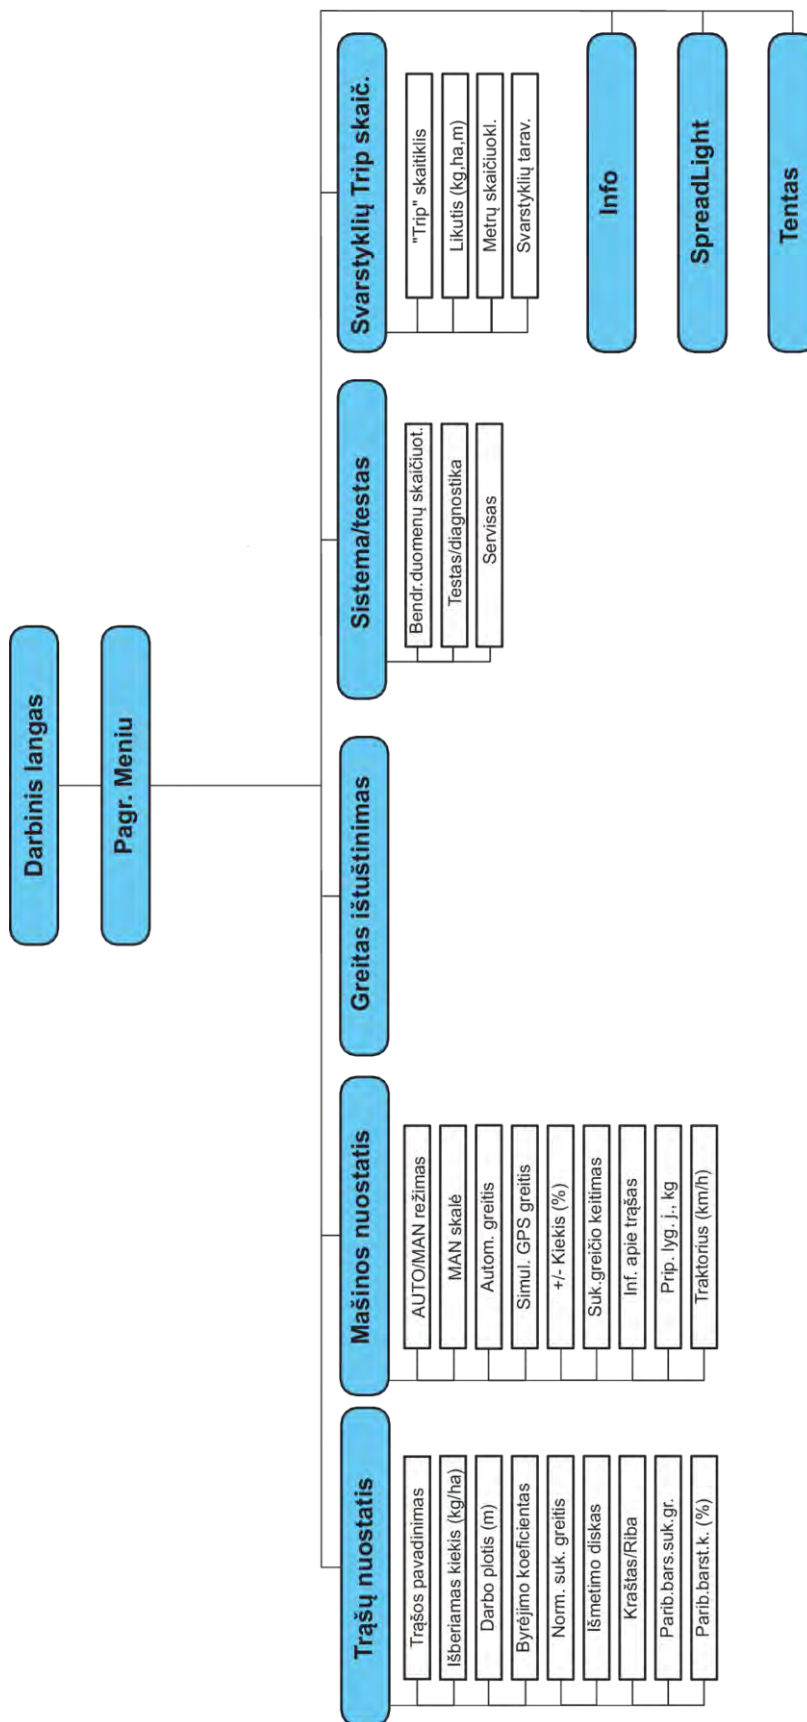 Darbinis langas
Pagr. Meniu
Trąšų nuostatis
Trąšos pavadinimas
Išberiamas kiekis (kg/ha)
Darbo plotis (m)
Byrėjimo koeficientas
Norm. suk. greitis
Išmetimo diskas
Kraštas/Riba
Parib.bars.suk.gr.
Parib.barst.k. (%)
Mašinos nuostatis
AUTO/MAN režimas
MAN skalė
Autom. greitis
Simul. GPS greitis
+/- Kiekis (%)
Suk.greičio keitimas
Inf. apie trąšas
Prip. lyg. j., kg
Traktorius (km/h)
Greitas ištuštinimas
Sistema/testas
Bendr.duomenų skaičiuot.
Testas/diagnostika
Servisas
Svarstyklių Trip skaič.
"Trip" skaitiklis
Likutis (kg,ha,m)
Metrų skaičiuokl.
Svarstyklių tarav.
Info
SpreadLight
Tentas